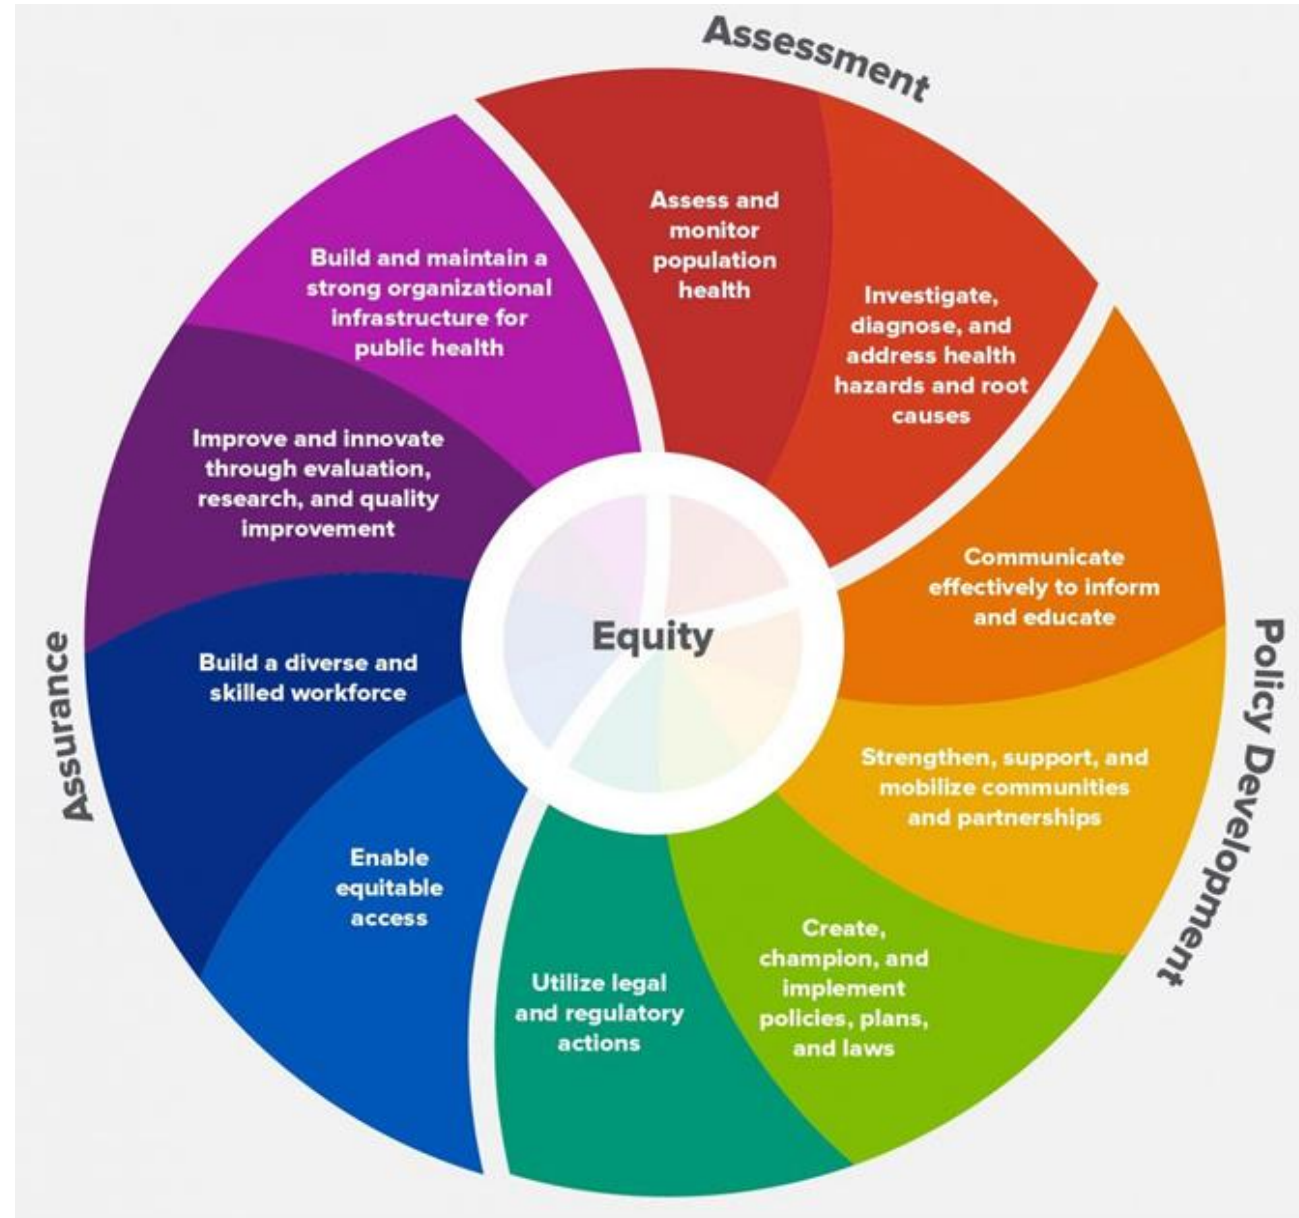 Assessment
Assess and
monitor
population
health
Investigate,
diagnose, and
address health
hazards and root
causes
Policy Development
Communicate
effectively to inform
and educate
Strengthen, support, and
mobilize communities
and partnerships
Create,
champion, and
implement
policies, plans,
and laws
Utilize legal
and regulatory
actions
Assurance
Enable
equitable
access
Build a diverse and
skilled workforce
Improve and innovate
through evaluation,
research, and quality
improvement
Build and maintain a
strong organizational
infrastructure for
public health
Equity